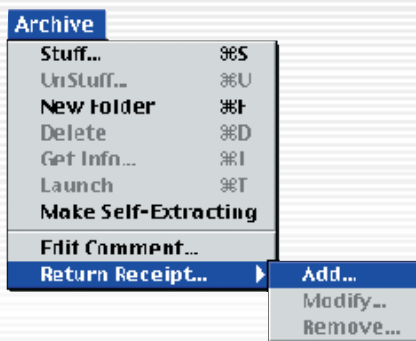 Archive
Stuff... ⌘S
UnStuff... ⌘U
New Folder ⌘F
Delete ⌘D
Get Info... ⌘I
Launch ⌘T
Make Self-Extracting
Edit Comment...
Return Receipt...
Add...
Modify...
Remove...